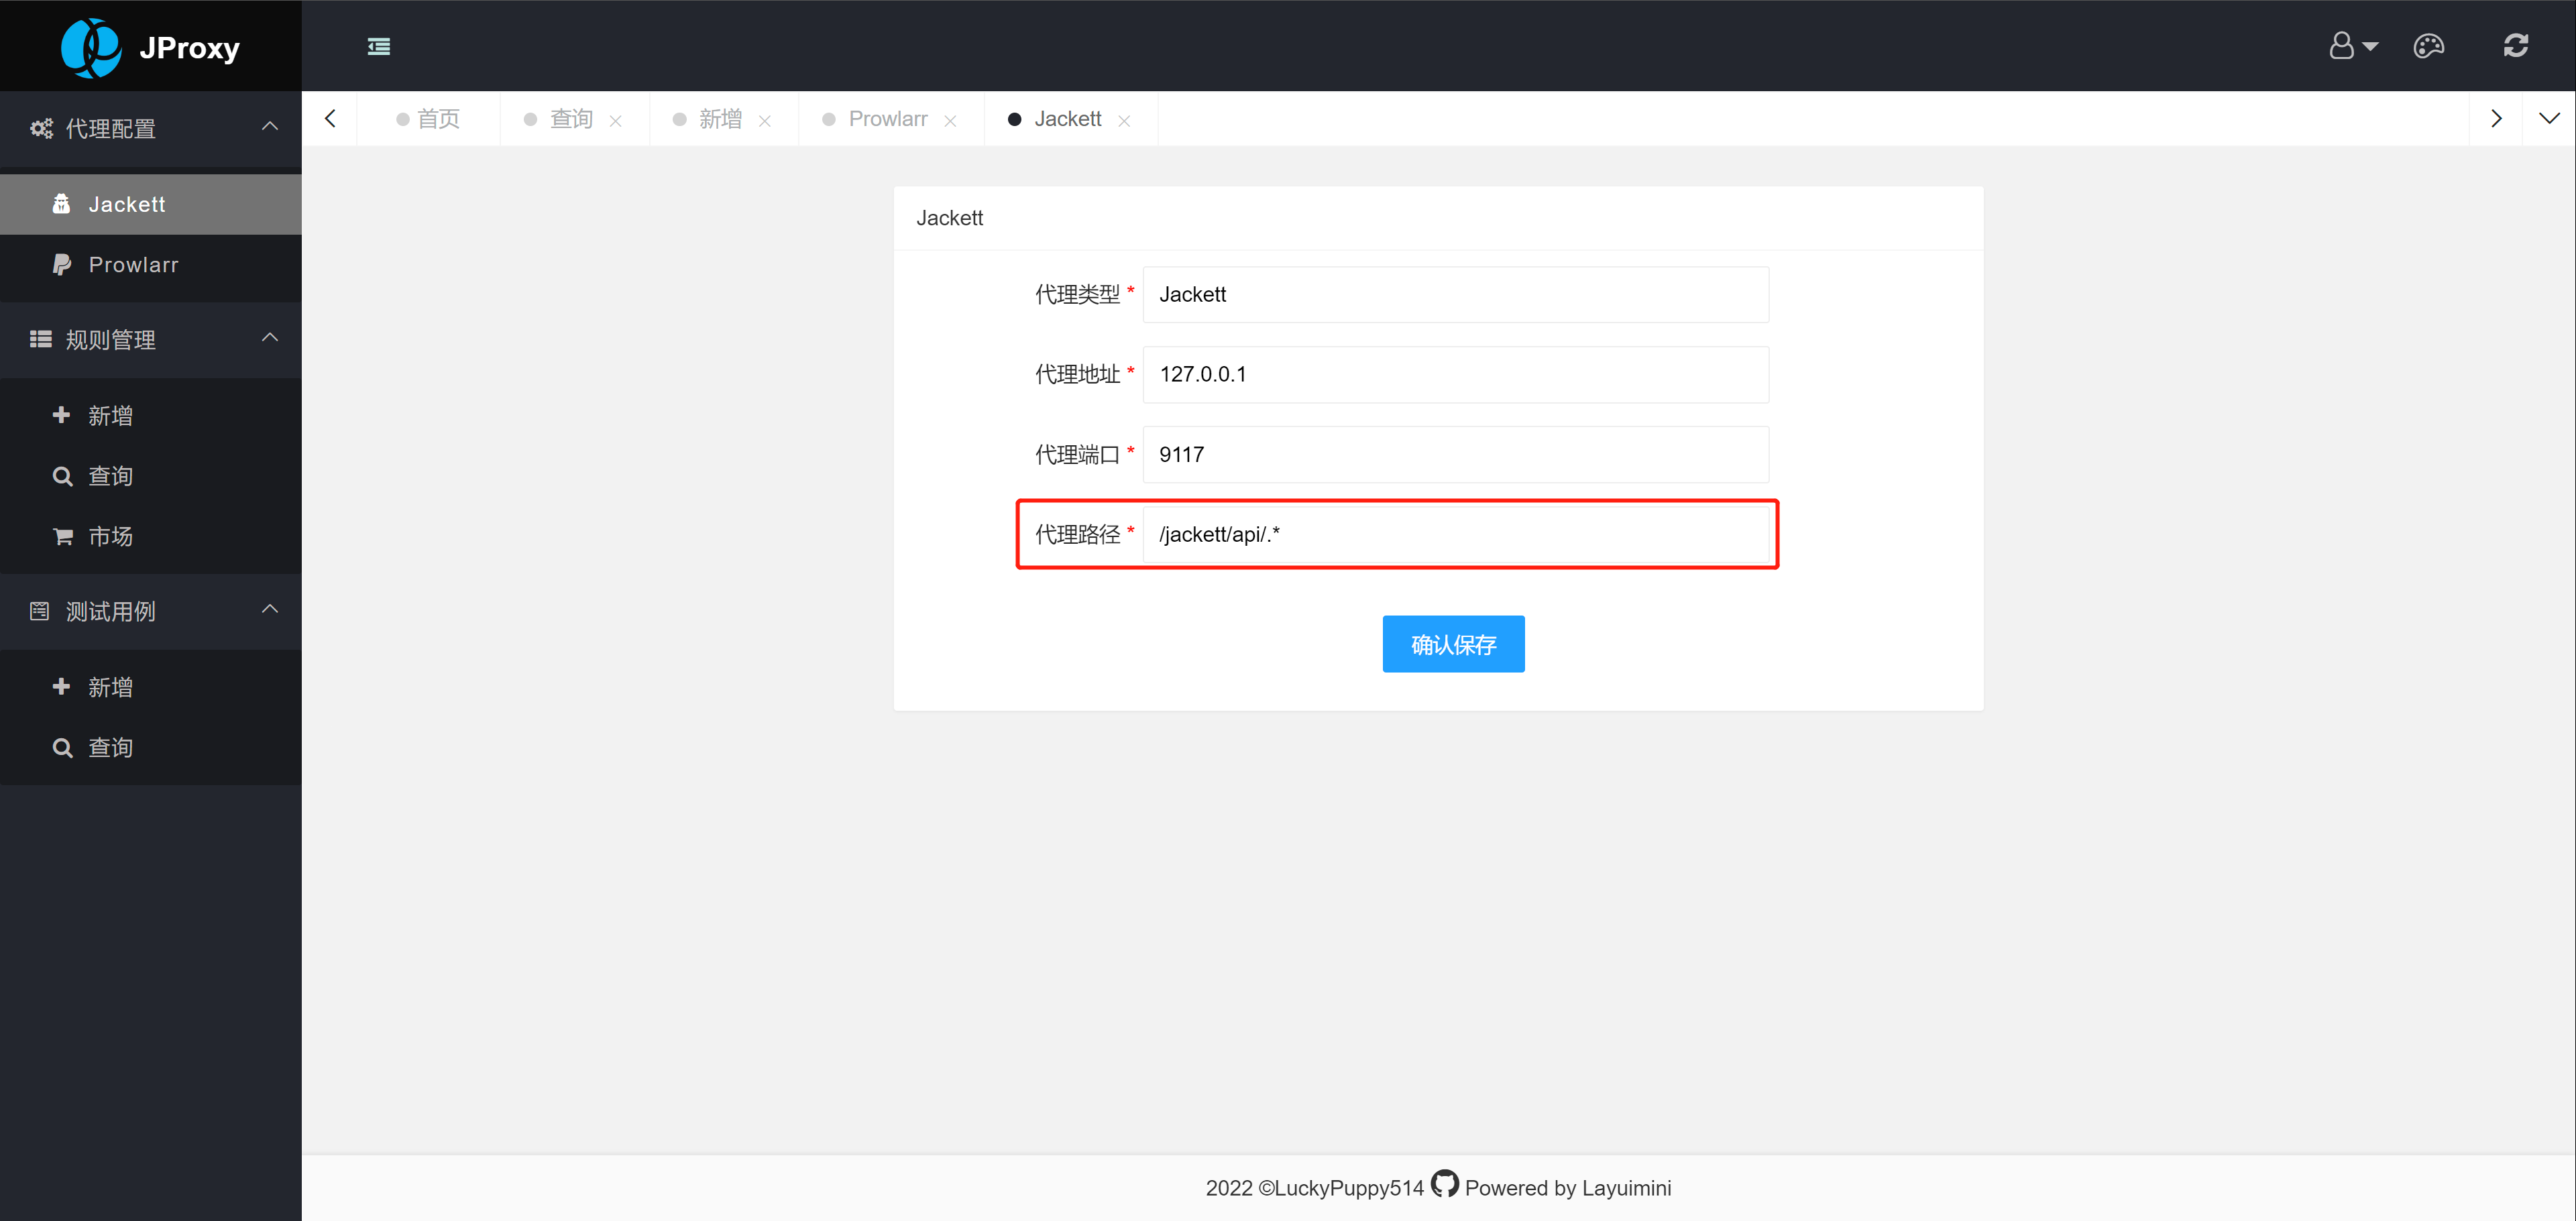 JProxy
代理配置
Jackett
Prowlarr
规则管理
新增
查询
市场
测试用例
新增
查询
首页 查询 新增 Prowlarr Jackett
Jackett
代理类型 * Jackett
代理地址 * 127.0.0.1
代理端口 * 9117
代理路径 * /jackett/api/.*
确认保存
2022 ©LuckyPuppy514 Powered by Layuimini